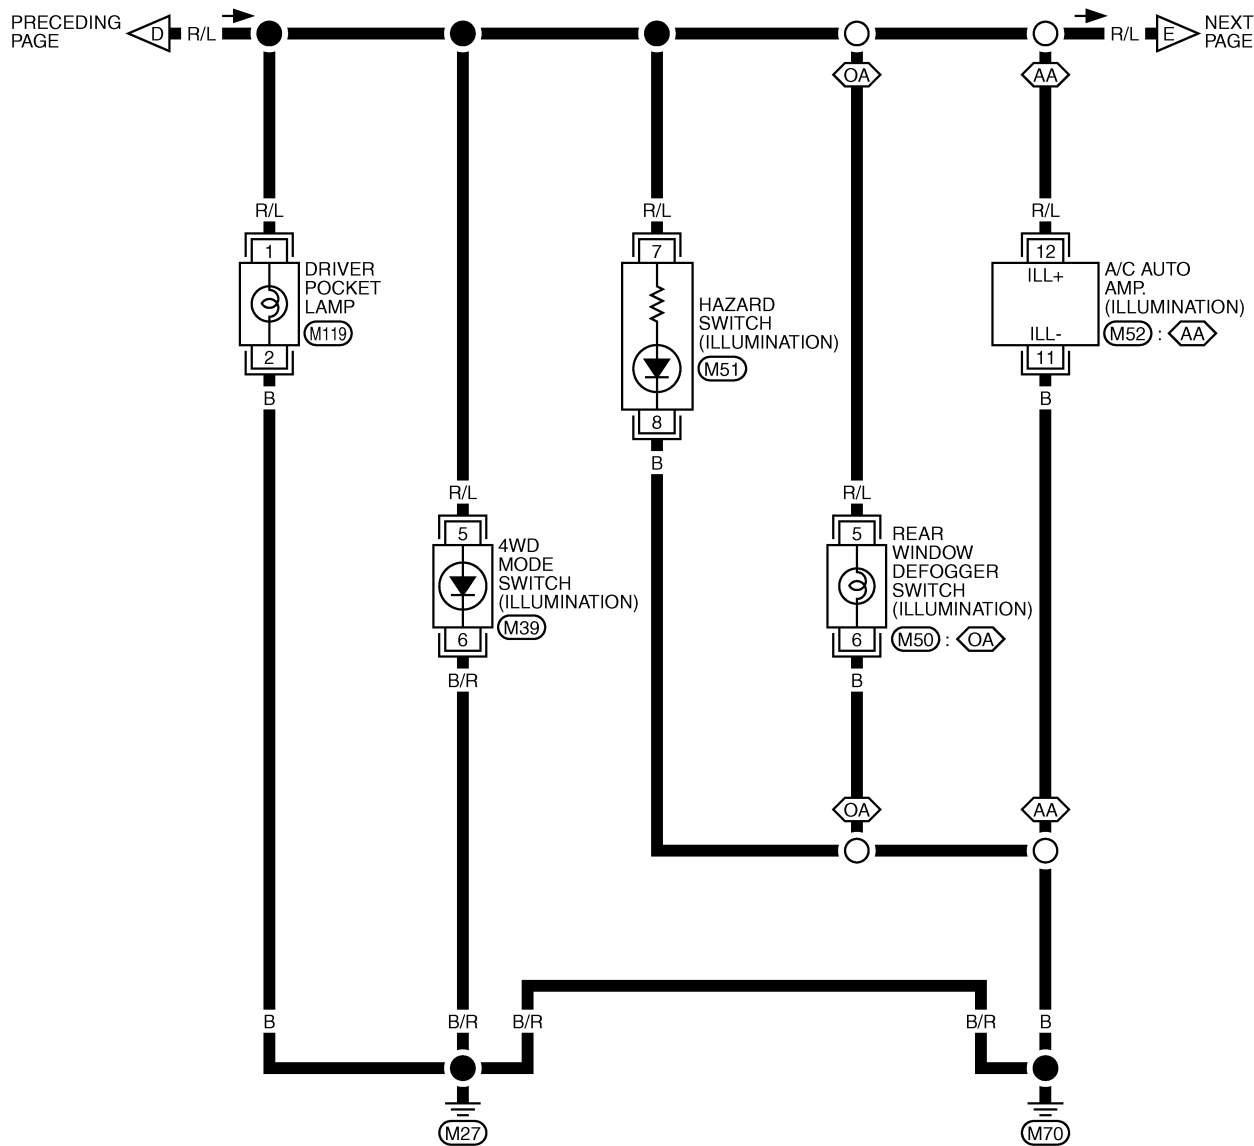 PRECEDING
PAGE
D
R/L
R/L
E
NEXT
PAGE
OA
AA
R/L
R/L
R/L
1
DRIVER
POCKET
LAMP
M119
2
B
7
HAZARD
SWITCH
(ILLUMINATION)
M51
8
B
12
ILL+
ILL-
11
A/C AUTO
AMP.
(ILLUMINATION)
M52 : AA
B
R/L
5
4WD
MODE
SWITCH
(ILLUMINATION)
M39
6
B/R
R/L
5
REAR
WINDOW
DEFOGGER
SWITCH
(ILLUMINATION)
M50 : OA
6
B
OA
AA
B
B/R
B/R
B/R
B
M27
M70